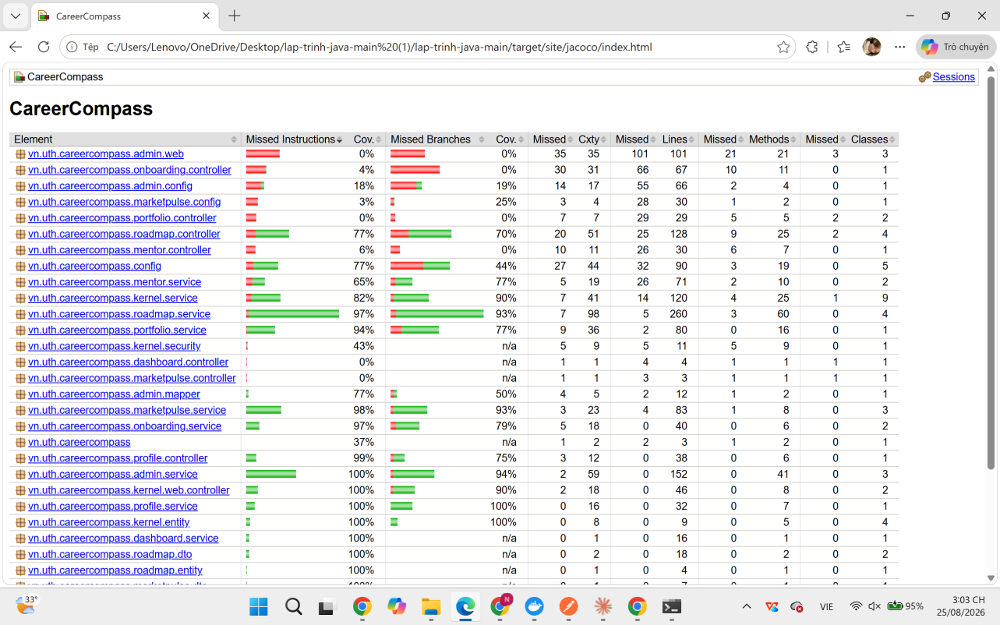 CareerCompass
Tệp C:/Users/Lenovo/OneDrive/Desktop/lap-trinh-java-main%20(1)/lap-trinh-java-main/target/site/jacoco/index.html Trò chuyện
CareerCompass Sessions
CareerCompass
Element Missed Instructions Cov. Missed Branches Cov. Missed Cxty Missed Lines Missed Methods Missed Classes
vn.uth.careercompass.admin.web 0% 0% 35 35 101 101 21 21 3 3
vn.uth.careercompass.onboarding.controller 4% 0% 30 31 66 67 10 11 0 1
vn.uth.careercompass.admin.config 18% 19% 14 17 55 66 2 4 0 1
vn.uth.careercompass.marketpulse.config 3% 25% 3 4 28 30 1 2 0 1
vn.uth.careercompass.portfolio.controller 0% 0% 7 7 29 29 5 5 2 2
vn.uth.careercompass.roadmap.controller 77% 70% 20 51 25 128 9 25 2 4
vn.uth.careercompass.mentor.controller 6% 0% 10 11 26 30 6 7 0 1
vn.uth.careercompass.config 77% 44% 27 44 32 90 3 19 0 5
vn.uth.careercompass.mentor.service 65% 77% 5 19 26 71 2 10 0 2
vn.uth.careercompass.kernel.service 82% 90% 7 41 14 120 4 25 1 9
vn.uth.careercompass.roadmap.service 97% 93% 7 98 5 260 3 60 0 4
vn.uth.careercompass.portfolio.service 94% 77% 9 36 2 80 0 16 0 1
vn.uth.careercompass.kernel.security 43% n/a 5 9 5 11 5 9 0 1
vn.uth.careercompass.dashboard.controller 0% n/a 1 1 4 4 1 1 1 1
vn.uth.careercompass.marketpulse.controller 0% n/a 1 1 3 3 1 1 1 1
vn.uth.careercompass.admin.mapper 77% 50% 4 5 2 12 1 2 0 1
vn.uth.careercompass.marketpulse.service 98% 93% 3 23 4 83 1 8 0 3
vn.uth.careercompass.onboarding.service 97% 79% 5 18 0 40 0 6 0 2
vn.uth.careercompass 37% n/a 1 2 2 3 1 2 0 1
vn.uth.careercompass.profile.controller 99% 75% 3 12 0 38 0 6 0 1
vn.uth.careercompass.admin.service 100% 94% 2 59 0 152 0 41 0 3
vn.uth.careercompass.kernel.web.controller 100% 90% 2 18 0 46 0 8 0 2
vn.uth.careercompass.profile.service 100% 100% 0 16 0 32 0 7 0 1
vn.uth.careercompass.kernel.entity 100% 100% 0 8 0 9 0 5 0 4
vn.uth.careercompass.dashboard.service 100% n/a 0 1 0 16 0 1 0 1
vn.uth.careercompass.roadmap.dto 100% n/a 0 2 0 18 0 2 0 2
vn.uth.careercompass.roadmap.entity 100% n/a 0 1 0 4 0 1 0 1
33° N VIE 95% 3:03 CH
25/08/2026